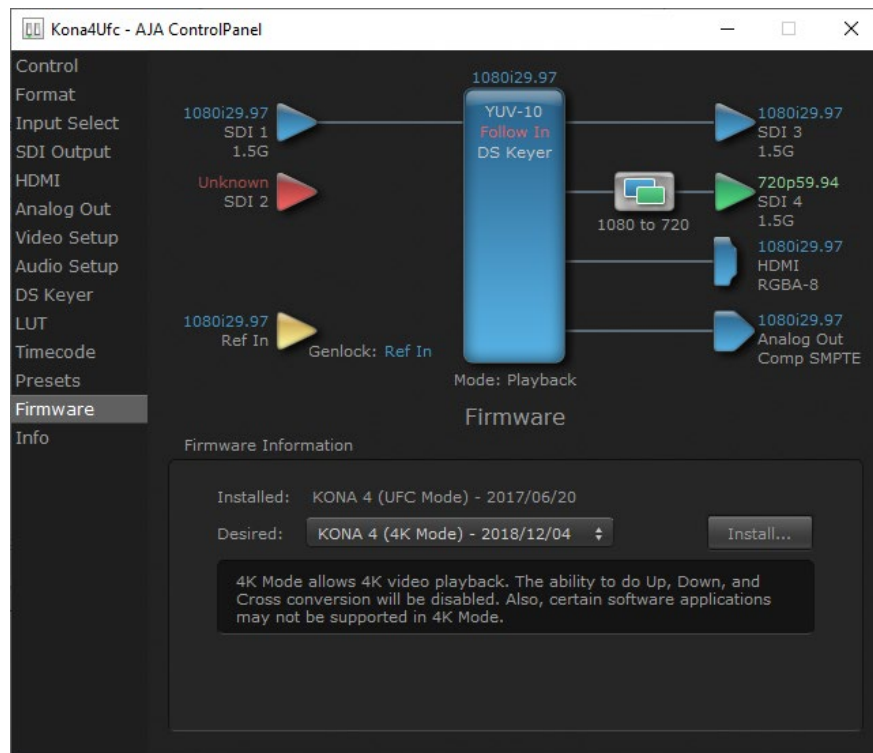 Kona4Ufc - AJA ControlPanel
Control
Format
Input Select
SDI Output
HDMI
Analog Out
Video Setup
Audio Setup
DS Keyer
LUT
Timecode
Presets
Firmware
Info
1080i29.97
YUV-10
Follow In
DS Keyer
1080i29.97
SDI 1
1.5G
Unknown
SDI 2
1080i29.97
Ref In
Genlock: Ref In
Mode: Playback
1080 to 720
1080i29.97
SDI 3
1.5G
720p59.94
SDI 4
1.5G
1080i29.97
HDMI
RGBA-8
1080i29.97
Analog Out
Comp SMPTE
Firmware
Firmware Information
Installed: KONA 4 (UFC Mode) - 2017/06/20
Desired: KONA 4 (4K Mode) - 2018/12/04
Install...
4K Mode allows 4K video playback. The ability to do Up, Down, and
Cross conversion will be disabled. Also, certain software applications
may not be supported in 4K Mode.